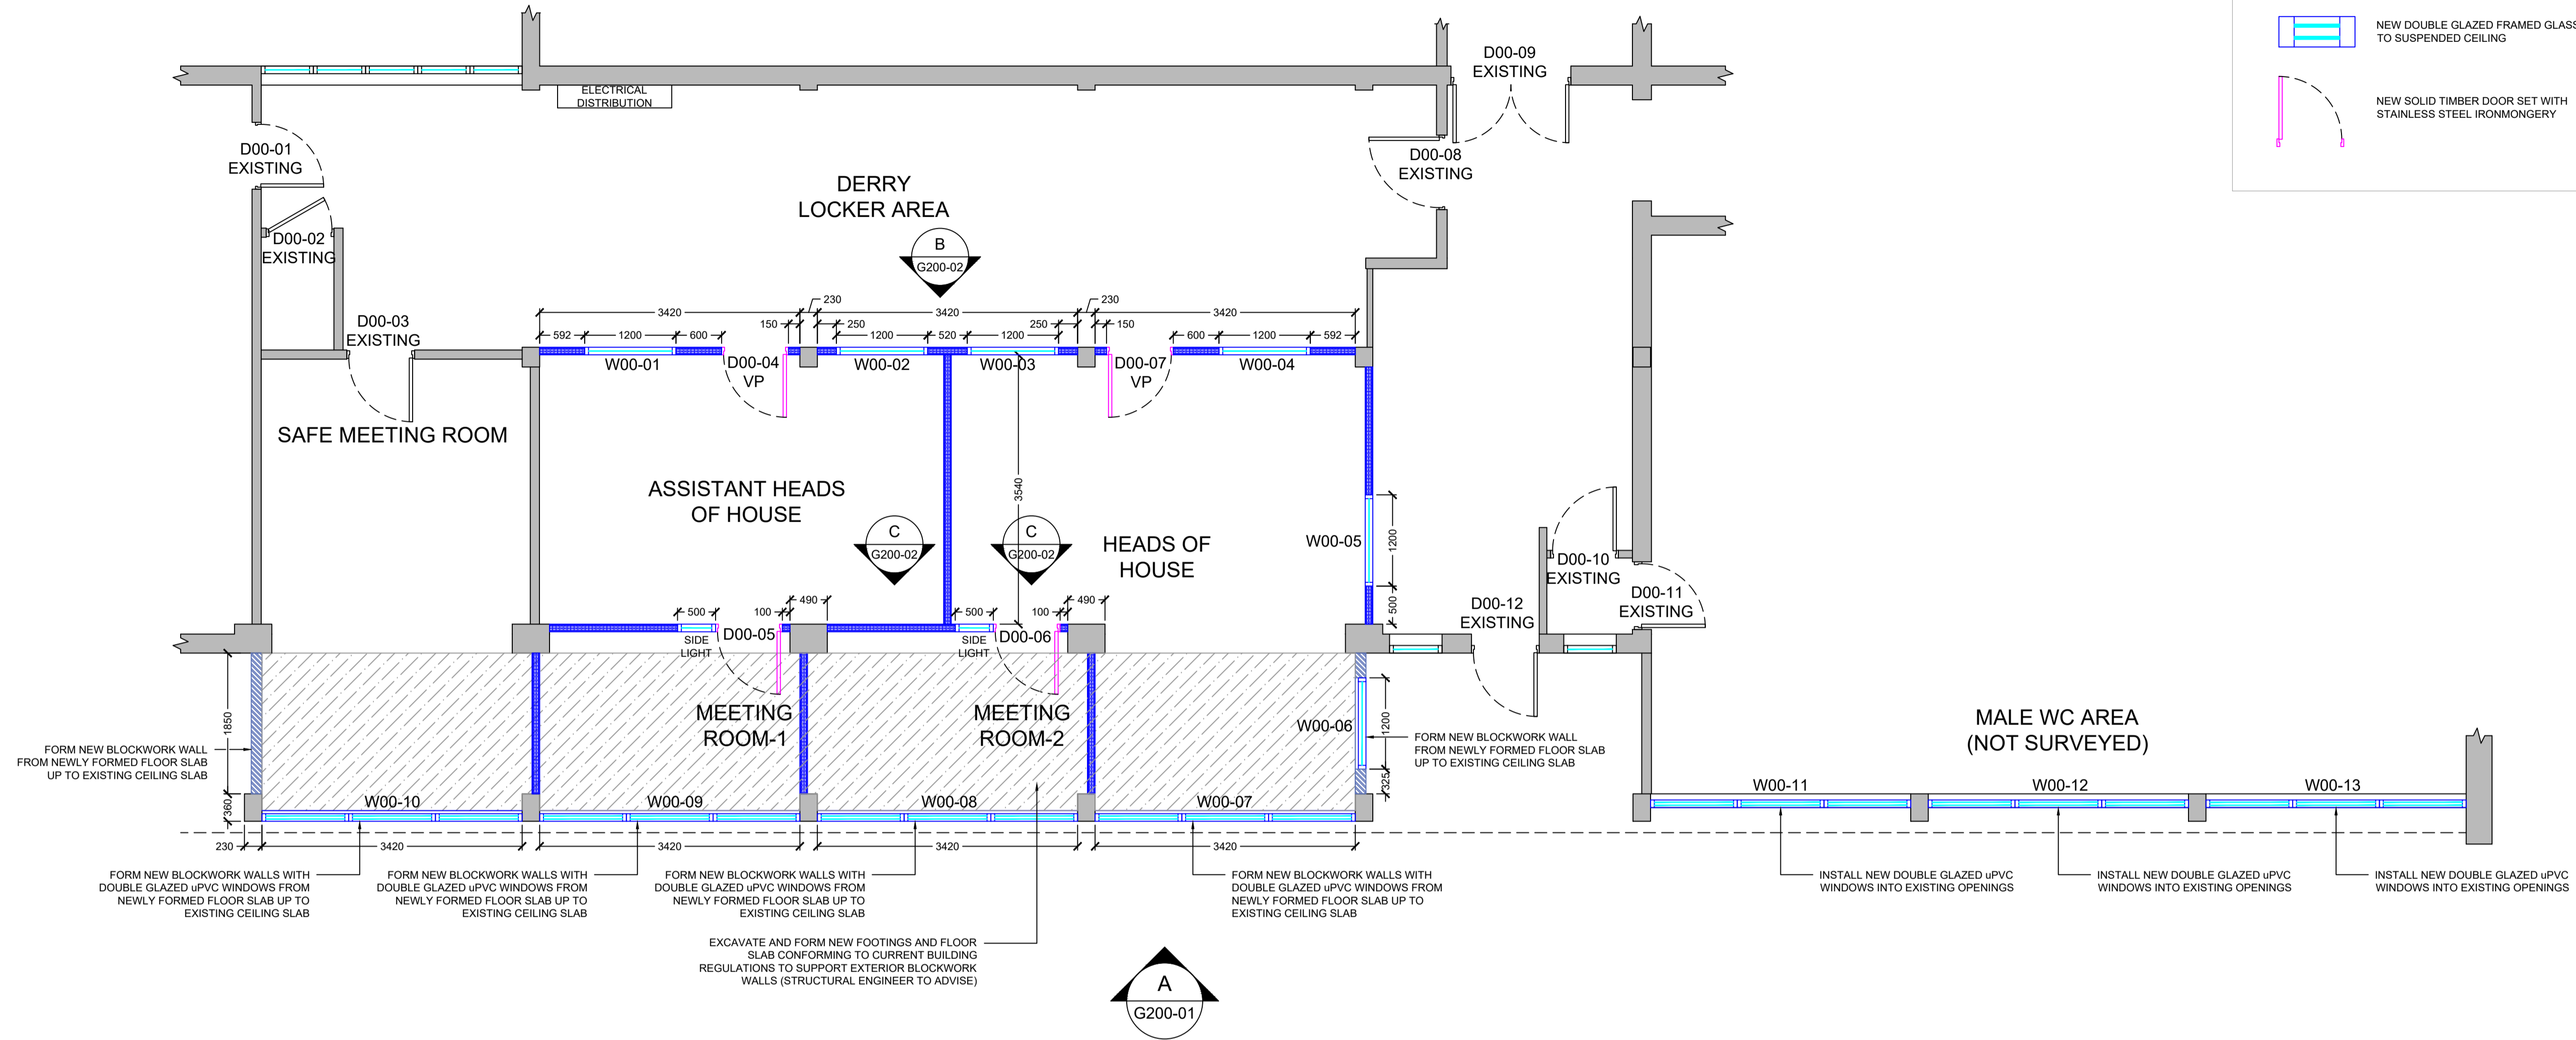 NEW DOUBLE GLAZED FRAMED GLASS
TO SUSPENDED CEILING
NEW SOLID TIMBER DOOR SET WITH
STAINLESS STEEL IRONMONGERY
D00-09
EXISTING
ELECTRICAL
DISTRIBUTION
D00-01
EXISTING
D00-08
EXISTING
DERRY
LOCKER AREA
D00-02
EXISTING
B
G200-02
230
230
3420
3420
3420
D00-03
EXISTING
150
250
250
150
592
1200
600
1200
520
1200
600
1200
592
W00-01
D00-04
VP
W00-02
W00-03
D00-07
VP
W00-04
SAFE MEETING ROOM
ASSISTANT HEADS
OF HOUSE
3540
C
G200-02
C
G200-02
HEADS OF
HOUSE
W00-05
1200
500
D00-10
EXISTING
D00-11
EXISTING
D00-12
EXISTING
490
490
500
100
500
100
SIDE
LIGHT
D00-05
SIDE
LIGHT
D00-06
1850
360
MEETING
ROOM-1
MEETING
ROOM-2
W00-06
1200
325
FORM NEW BLOCKWORK WALL
FROM NEWLY FORMED FLOOR SLAB
UP TO EXISTING CEILING SLAB
FORM NEW BLOCKWORK WALL
FROM NEWLY FORMED FLOOR SLAB
UP TO EXISTING CEILING SLAB
MALE WC AREA
(NOT SURVEYED)
W00-10
W00-09
W00-08
W00-07
W00-11
W00-12
W00-13
230
3420
3420
3420
3420
FORM NEW BLOCKWORK WALLS WITH
DOUBLE GLAZED uPVC WINDOWS FROM
NEWLY FORMED FLOOR SLAB UP TO
EXISTING CEILING SLAB
FORM NEW BLOCKWORK WALLS WITH
DOUBLE GLAZED uPVC WINDOWS FROM
NEWLY FORMED FLOOR SLAB UP TO
EXISTING CEILING SLAB
FORM NEW BLOCKWORK WALLS WITH
DOUBLE GLAZED uPVC WINDOWS FROM
NEWLY FORMED FLOOR SLAB UP TO
EXISTING CEILING SLAB
FORM NEW BLOCKWORK WALLS WITH
DOUBLE GLAZED uPVC WINDOWS FROM
NEWLY FORMED FLOOR SLAB UP TO
EXISTING CEILING SLAB
INSTALL NEW DOUBLE GLAZED uPVC
WINDOWS INTO EXISTING OPENINGS
INSTALL NEW DOUBLE GLAZED uPVC
WINDOWS INTO EXISTING OPENINGS
INSTALL NEW DOUBLE GLAZED uPVC
WINDOWS INTO EXISTING OPENINGS
EXCAVATE AND FORM NEW FOOTINGS AND FLOOR
SLAB CONFORMING TO CURRENT BUILDING
REGULATIONS TO SUPPORT EXTERIOR BLOCKWORK
WALLS (STRUCTURAL ENGINEER TO ADVISE)
A
G200-01